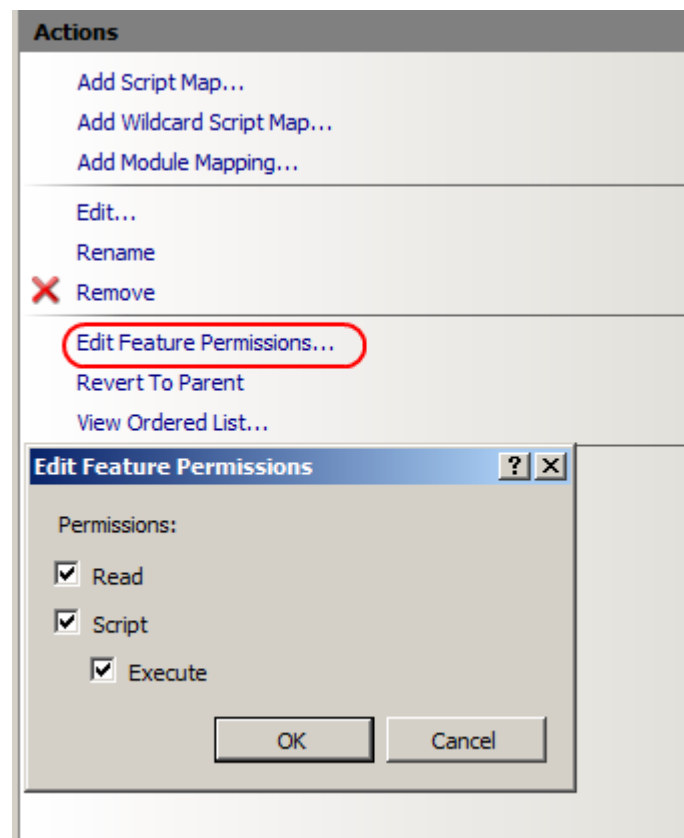 Actions
Add Script Map...
Add Wildcard Script Map...
Add Module Mapping...
Edit...
Rename
Remove
Edit Feature Permissions...
Revert To Parent
View Ordered List...
Edit Feature Permissions
Permissions:
Read
Script
Execute
OK Cancel